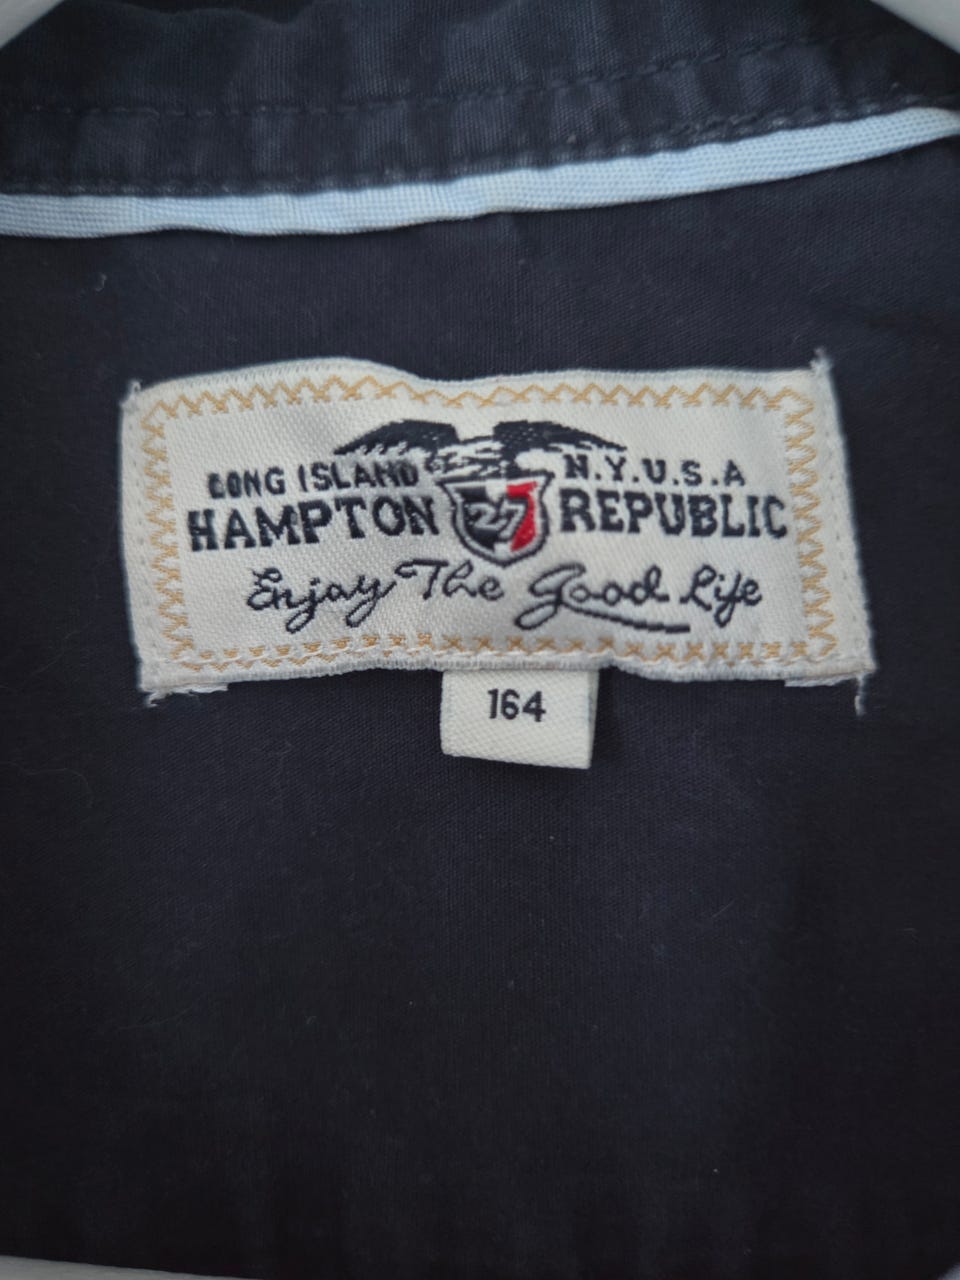 LONG ISLAND N.Y.U.S.A
HAMPTON 27 REPUBLIC
Enjoy The Good Life
164